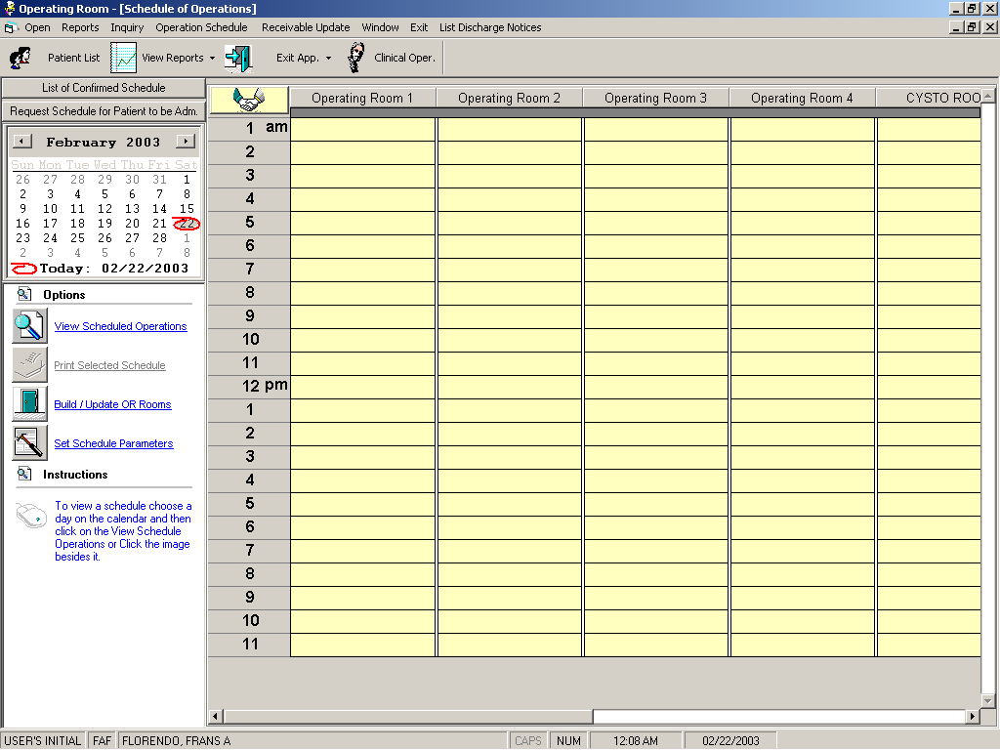 Operating Room - [Schedule of Operations]
Open Reports Inquiry Operation Schedule Receivable Update Window Exit List Discharge Notices
Patient List View Reports Exit App. Clinical Oper.
List of Confirmed Schedule
Request Schedule for Patient to be Adm.
February 2003
Sun Mon Tue Wed Thu Fri Sat
26 27 28 29 30 31 1
2 3 4 5 6 7 8
9 10 11 12 13 14 15
16 17 18 19 20 21 22
23 24 25 26 27 28 1
2 3 4 5 6 7 8
Today: 02/22/2003
Options
View Scheduled Operations
Print Selected Schedule
Build / Update OR Rooms
Set Schedule Parameters
Instructions
To view a schedule choose a
day on the calendar and then
click on the View Schedule
Operations or Click the image
besides it.
Operating Room 1 Operating Room 2 Operating Room 3 Operating Room 4 CYSTO ROO
1 am
2
3
4
5
6
7
8
9
10
11
12 pm
1
2
3
4
5
6
7
8
9
10
11
USER'S INITIAL FAF FLORENDO, FRANS A CAPS NUM 12:08 AM 02/22/2003